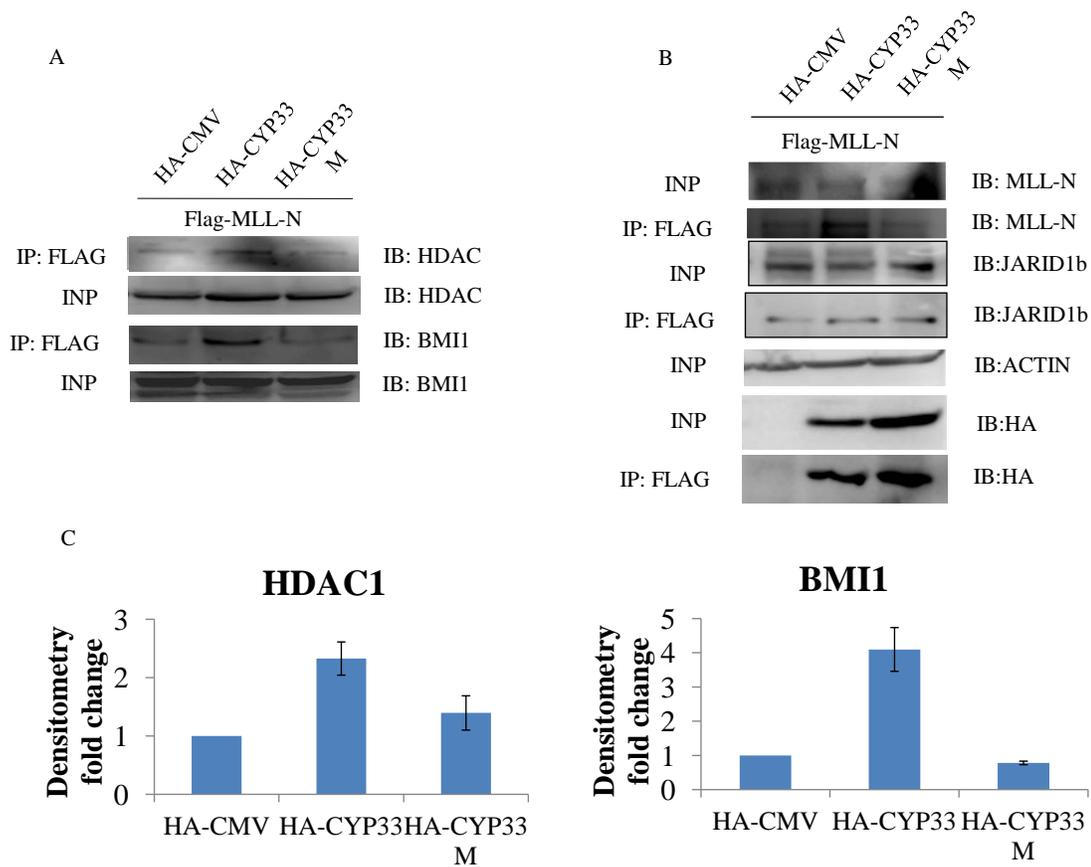 A
HA-CMV
HA-CYP33
HA-CYP33
M
Flag-MLL-N
IP: FLAG
IB: HDAC
INP
IB: HDAC
IP: FLAG
IB: BMI1
INP
IB: BMI1
B
HA-CMV
HA-CYP33
HA-CYP33
M
Flag-MLL-N
INP
IB: MLL-N
IP: FLAG
IB: MLL-N
INP
IB:JARID1b
IP: FLAG
IB:JARID1b
INP
IB:ACTIN
INP
IB:HA
IP: FLAG
IB:HA
C
HDAC1
Densitometry
fold change
3
2
1
0
HA-CMV
HA-CYP33
HA-CYP33
M
BMI1
Densitometry
fold change
5
4
3
2
1
0
HA-CMV
HA-CYP33
HA-CYP33
M